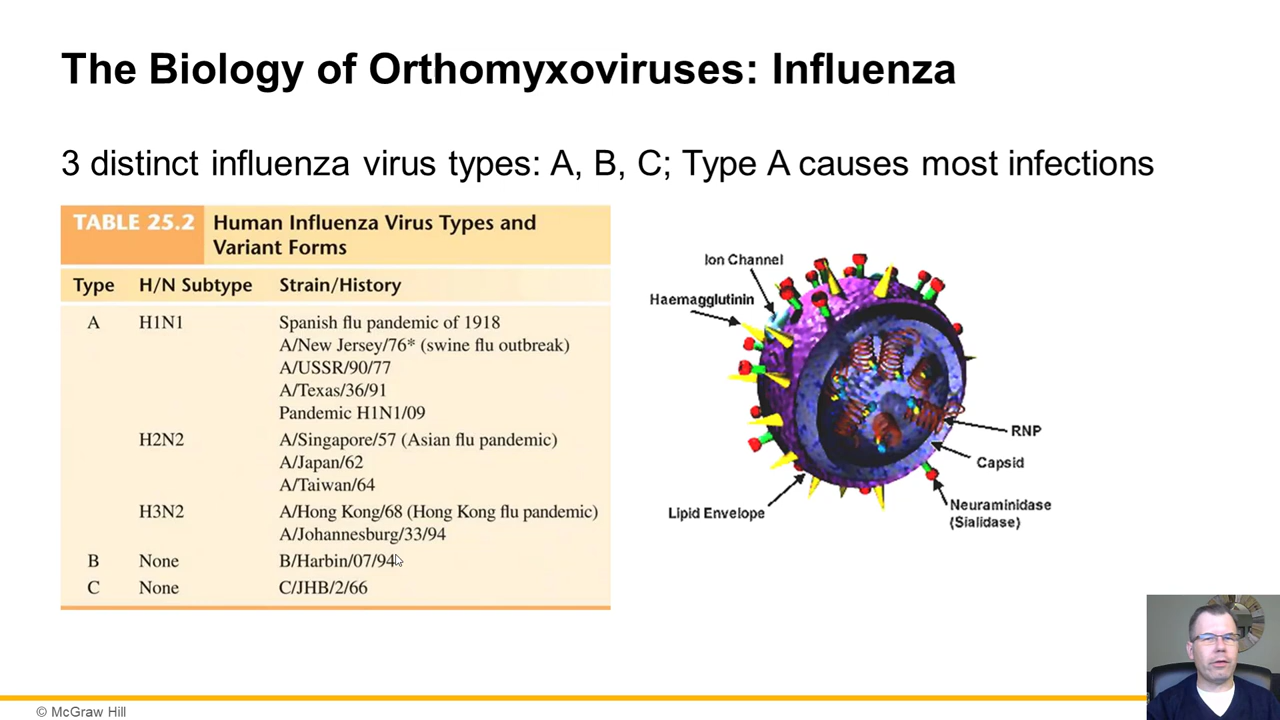 The Biology of Orthomyxoviruses: Influenza
3 distinct influenza virus types: A, B, C; Type A causes most infections
TABLE 25.2 Human Influenza Virus Types and
Variant Forms
Type H/N Subtype Strain/History
A H1N1 Spanish flu pandemic of 1918
A/New Jersey/76* (swine flu outbreak)
A/USSR/90/77
A/Texas/36/91
Pandemic H1N1/09
H2N2 A/Singapore/57 (Asian flu pandemic)
A/Japan/62
A/Taiwan/64
H3N2 A/Hong Kong/68 (Hong Kong flu pandemic)
A/Johannesburg/33/94
B None B/Harbin/07/94
C None C/JHB/2/66
Ion Channel
Haemagglutinin
RNP
Capsid
Neuraminidase
(Sialidase)
Lipid Envelope
© McGraw Hill